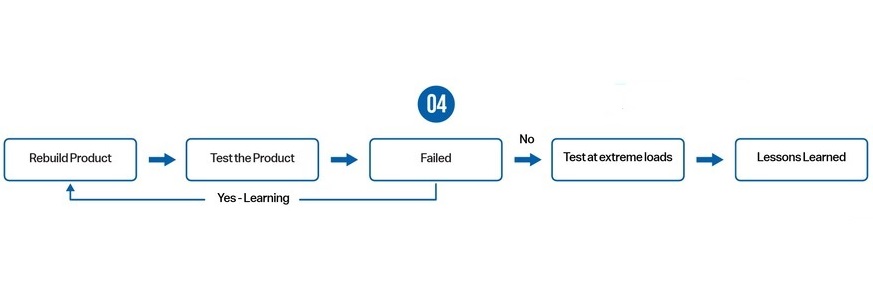 04
No
Rebuild Product
Test the Product
Failed
Test at extreme loads
Lessons Learned
Yes - Learning